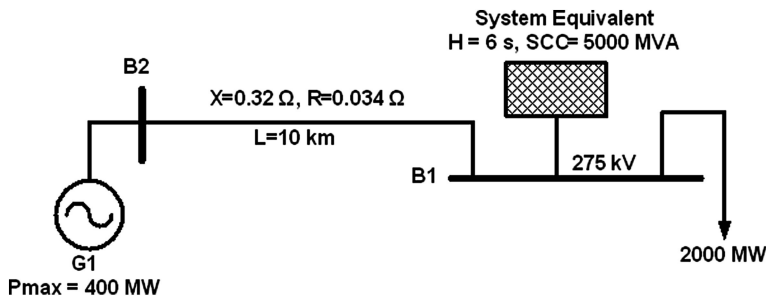 System Equivalent
H = 6 s, SCC= 5000 MVA
B2
X=0.32 Ω, R=0.034 Ω
L=10 km
275 kV
B1
G1
Pmax = 400 MW
2000 MW